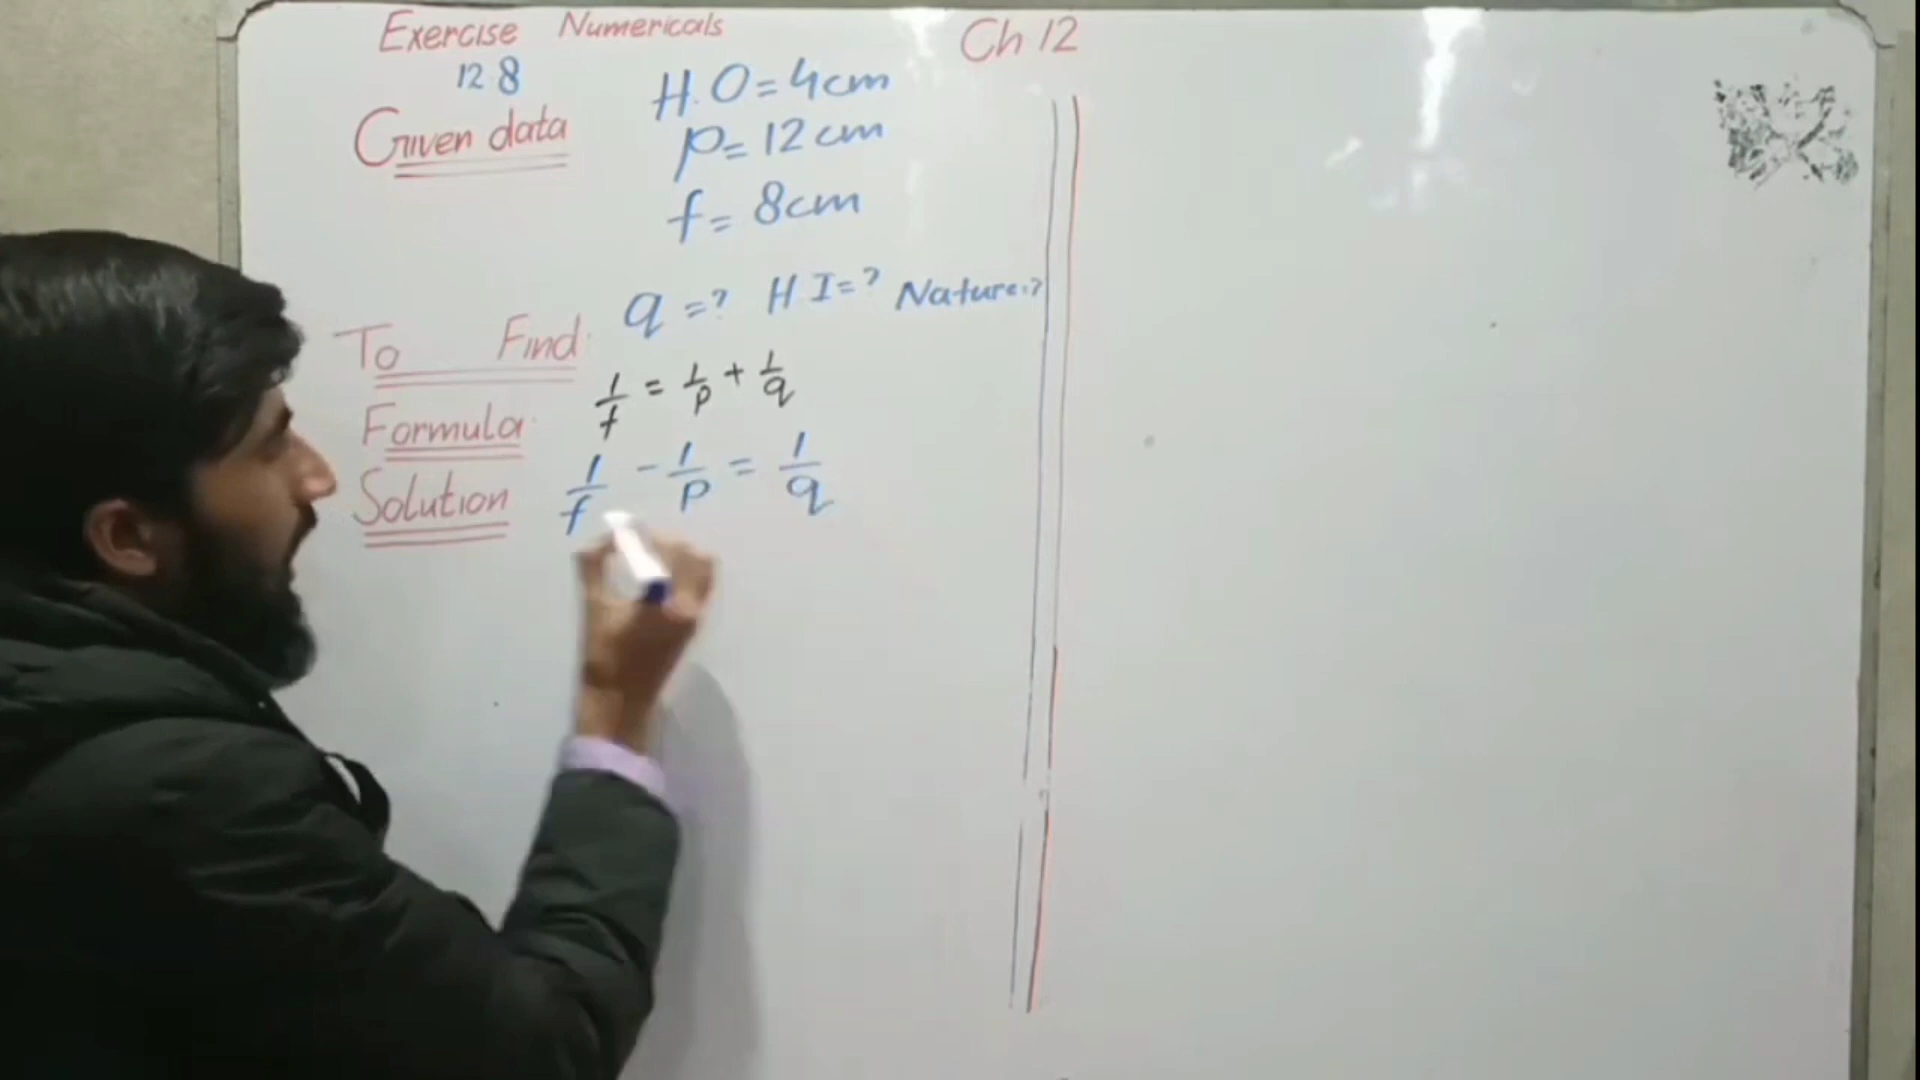 Exercise Numericals Ch 12
12 8
Given data
H.O = 4cm
p = 12 cm
f = 8cm
To Find: q = ? H I = ? Nature = ?
Formula: 1/f = 1/p + 1/q
Solution 1/f - 1/p = 1/q